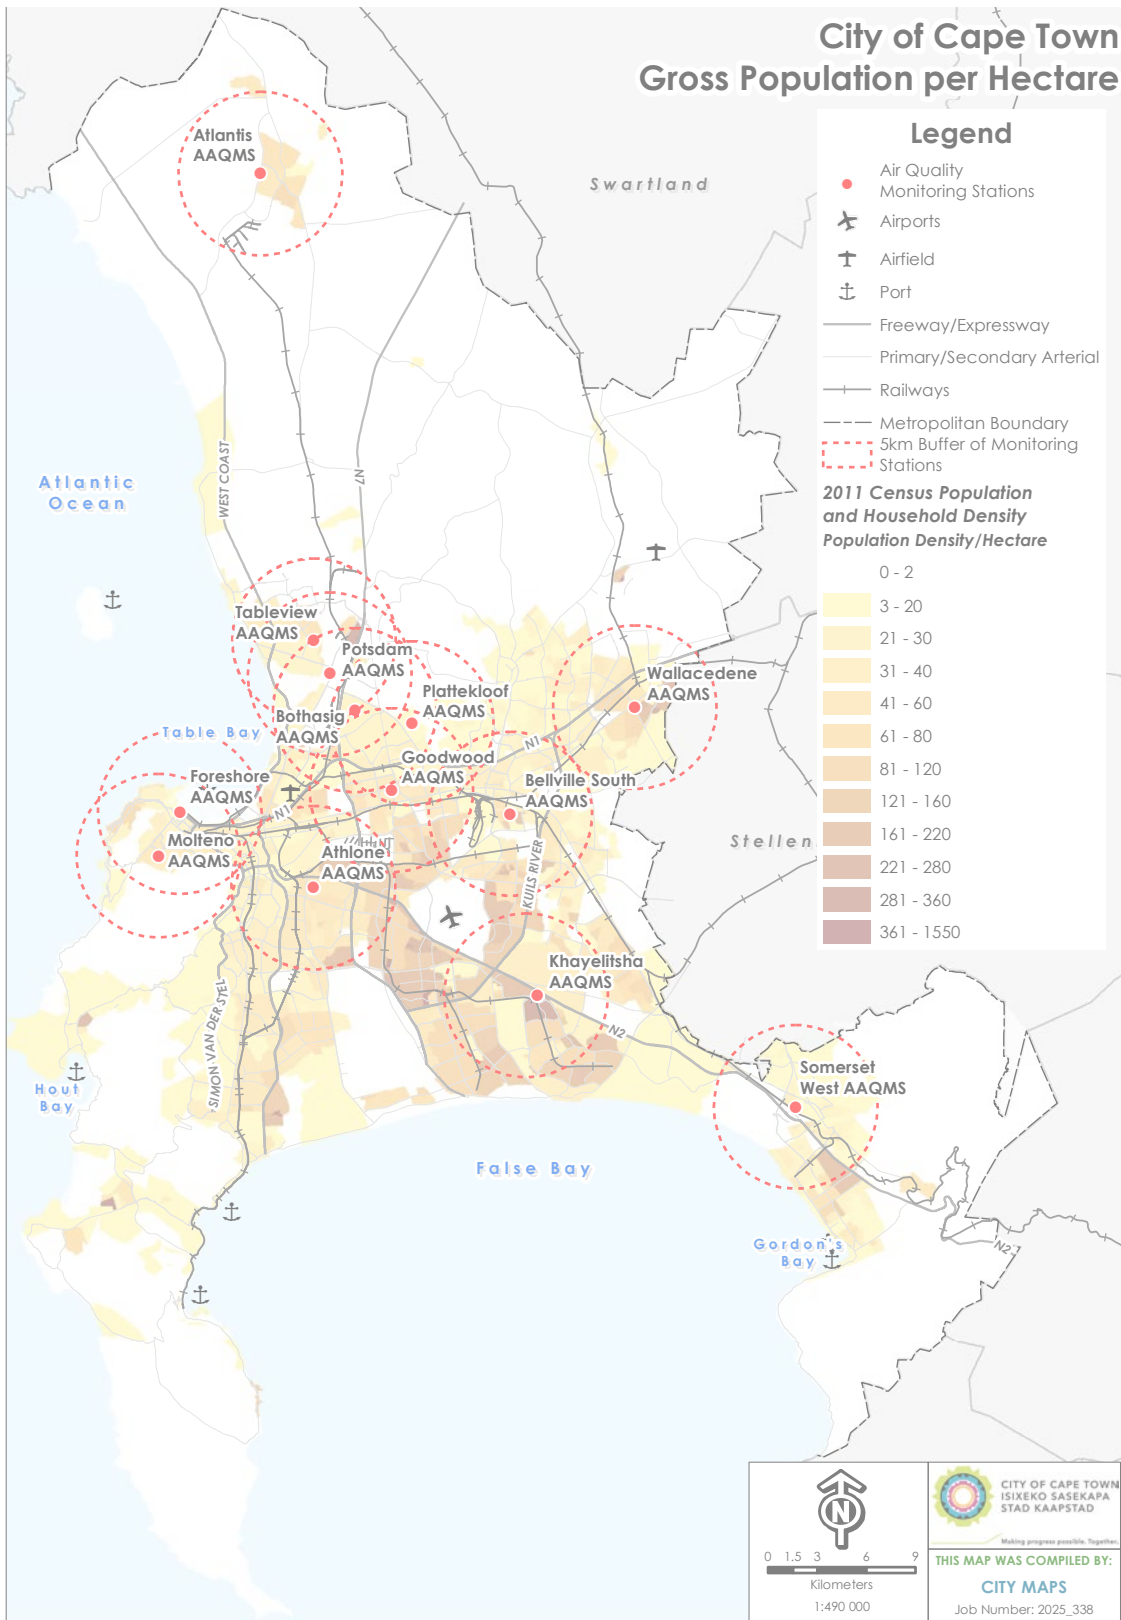 City of Cape Town
Gross Population per Hectare
Legend
Air Quality
Monitoring Stations
Airports
Airfield
Port
Freeway/Expressway
Primary/Secondary Arterial
Railways
Metropolitan Boundary
5km Buffer of Monitoring
Stations
2011 Census Population
and Household Density
Population Density/Hectare
0 - 2
3 - 20
21 - 30
31 - 40
41 - 60
61 - 80
81 - 120
121 - 160
161 - 220
221 - 280
281 - 360
361 - 1550
Atlantis
AAQMS
Swartland
Atlantic
Ocean
WEST COAST
N7
Tableview
AAQMS
Potsdam
AAQMS
Plattekloof
AAQMS
Wallacedene
AAQMS
Bothasig
AAQMS
Table Bay
N1
Goodwood
AAQMS
Foreshore
AAQMS
Bellville South
AAQMS
N1
Molteno
AAQMS
Athlone
AAQMS
Stellen
KUILS RIVER
Khayelitsha
AAQMS
SIMON VAN DER STEL
N2
Hout
Bay
Somerset
West AAQMS
False Bay
Gordon's
Bay
N2
N
0 1.5 3 6 9
Kilometers
1:490 000
CITY OF CAPE TOWN
ISIXEKO SASEKAPA
STAD KAAPSTAD
Making progress possible. Together.
THIS MAP WAS COMPILED BY:
CITY MAPS
Job Number: 2025_338